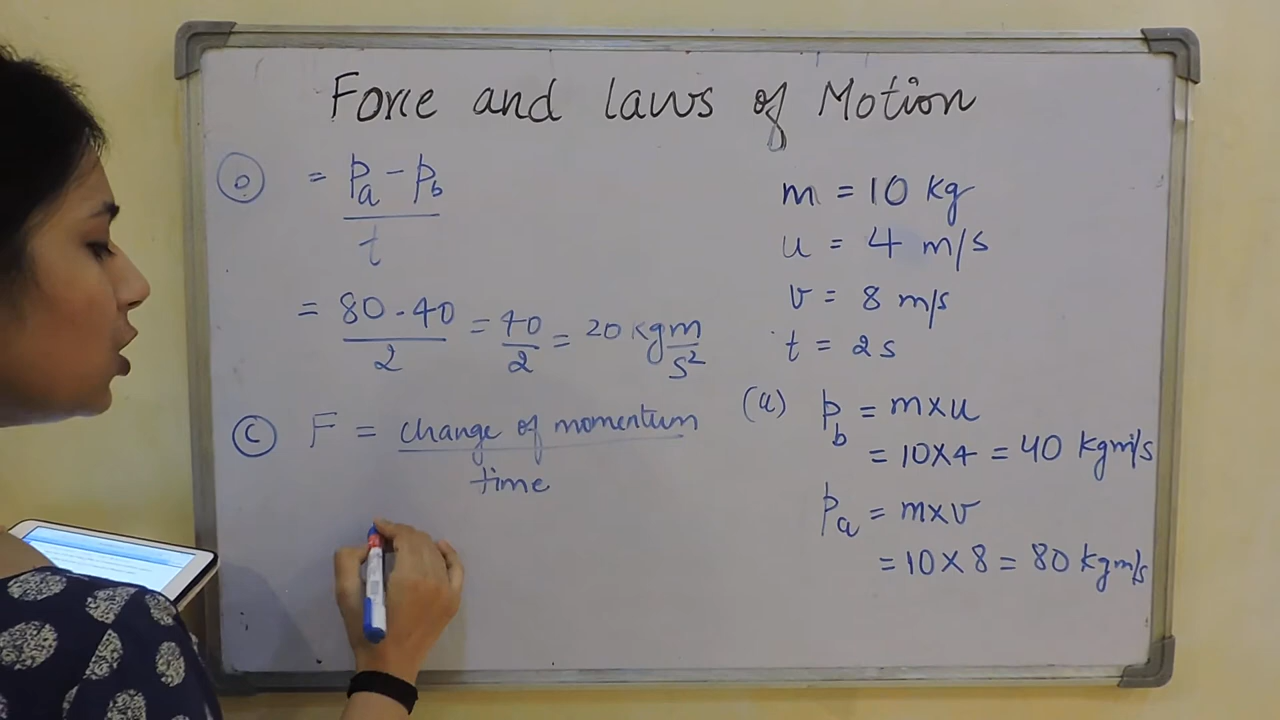 Force and laws of Motion
b = Pa - Pb
t
= 80 - 40 = 40 = 20 kg m
2 2 s²
c F = change of momentum
time
m = 10 kg
u = 4 m/s
v = 8 m/s
t = 2 s
(a) Pb = m×u
= 10×4 = 40 kgm/s
Pa = m×v
= 10×8 = 80 kgm/s